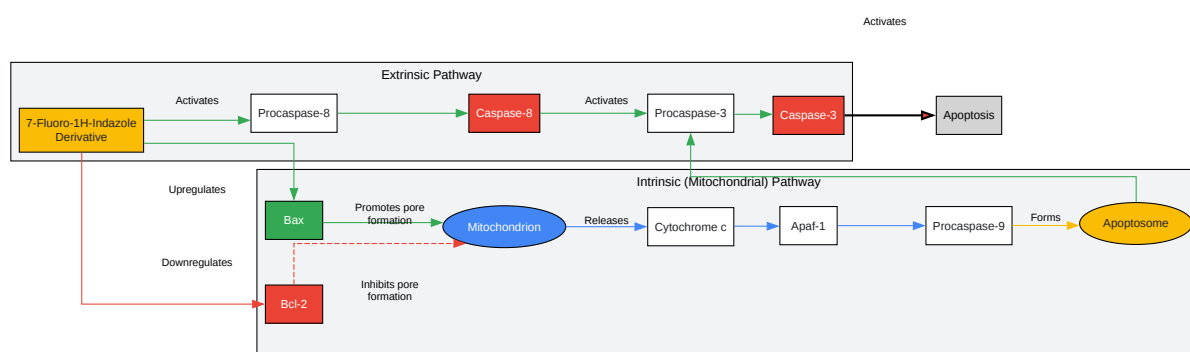 Activates
Extrinsic Pathway
7-Fluoro-1H-Indazole
Derivative
Activates
Procaspase-8
Caspase-8
Activates
Procaspase-3
Caspase-3
Apoptosis
Intrinsic (Mitochondrial) Pathway
Upregulates
Bax
Promotes pore
formation
Mitochondrion
Releases
Cytochrome c
Apaf-1
Procaspase-9
Forms
Apoptosome
Downregulates
Bcl-2
Inhibits pore
formation